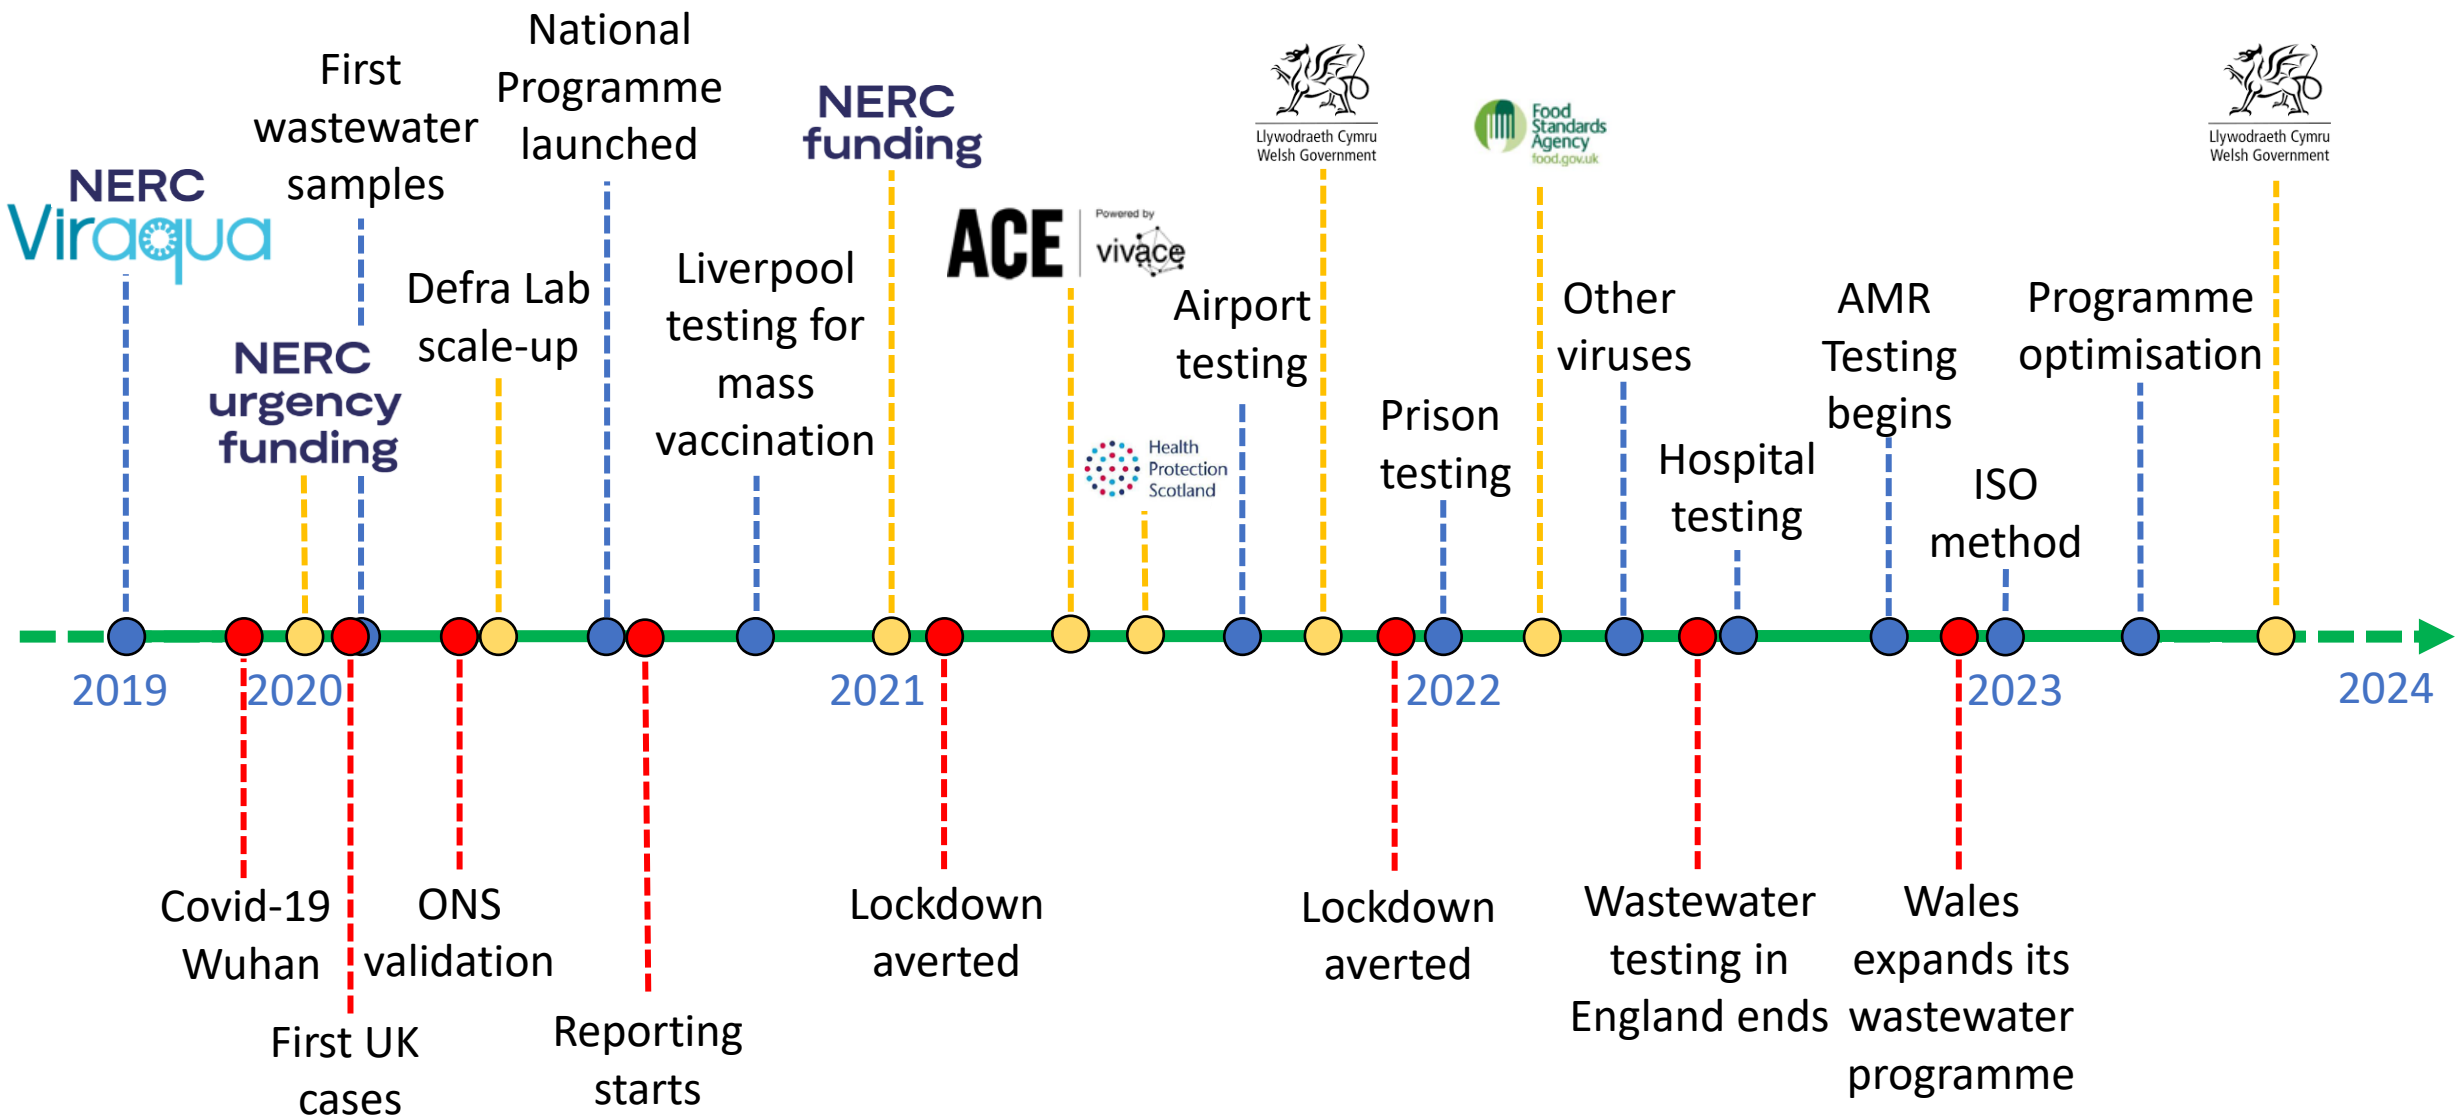 NERC
Viraqua
First
wastewater
samples
NERC
urgency
funding
Defra Lab
scale-up
National
Programme
launched
Liverpool
testing for
mass
vaccination
NERC
funding
ACE
Powered by
vivace
Health
Protection
Scotland
Airport
testing
Llywodraeth Cymru
Welsh Government
Prison
testing
Food
Standards
Agency
food.gov.uk
Other
viruses
Hospital
testing
AMR
Testing
begins
ISO
method
Programme
optimisation
Llywodraeth Cymru
Welsh Government
2019
2020
2021
2022
2023
2024
Covid-19
Wuhan
First UK
cases
ONS
validation
Reporting
starts
Lockdown
averted
Lockdown
averted
Wastewater
testing in
England ends
Wales
expands its
wastewater
programme